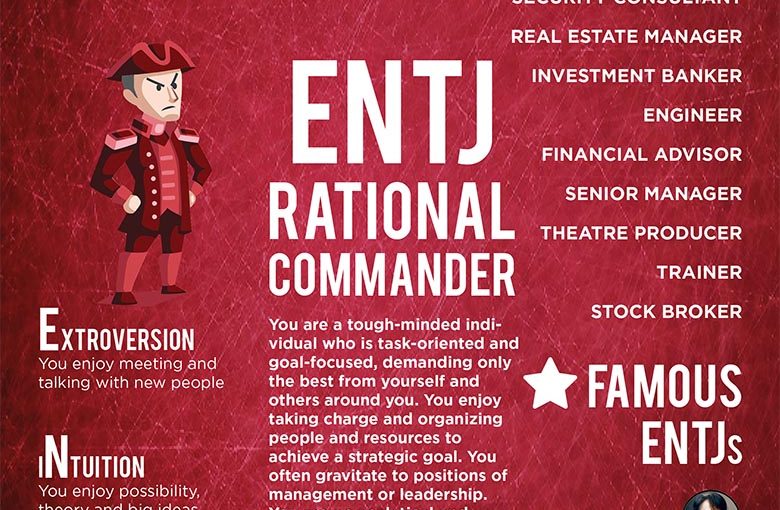 SECURITY CONSULTANT
REAL ESTATE MANAGER
INVESTMENT BANKER
ENGINEER
FINANCIAL ADVISOR
SENIOR MANAGER
THEATRE PRODUCER
TRAINER
STOCK BROKER
ENTJ
RATIONAL
COMMANDER
You are a tough-minded indi-
vidual who is task-oriented and
goal-focused, demanding only
the best from yourself and
others around you. You enjoy
taking charge and organizing
people and resources to
achieve a strategic goal. You
often gravitate to positions of
management or leadership.
EXTROVERSION
You enjoy meeting and
talking with new people
iNTUITION
You enjoy possibility,
theory and big ideas
FAMOUS
ENTJs